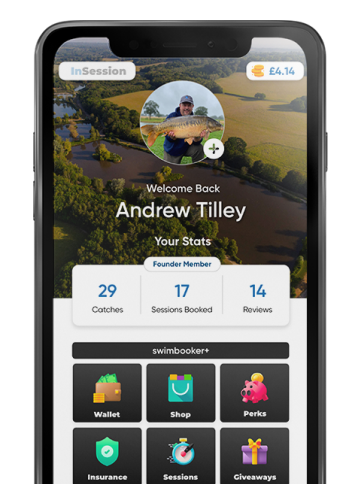 InSession £4.14
Welcome Back
Andrew Tilley
Your Stats
Founder Member
29 17 14
Catches Sessions Booked Reviews
swimbooker+
Wallet Shop Perks
Insurance Sessions Giveaways